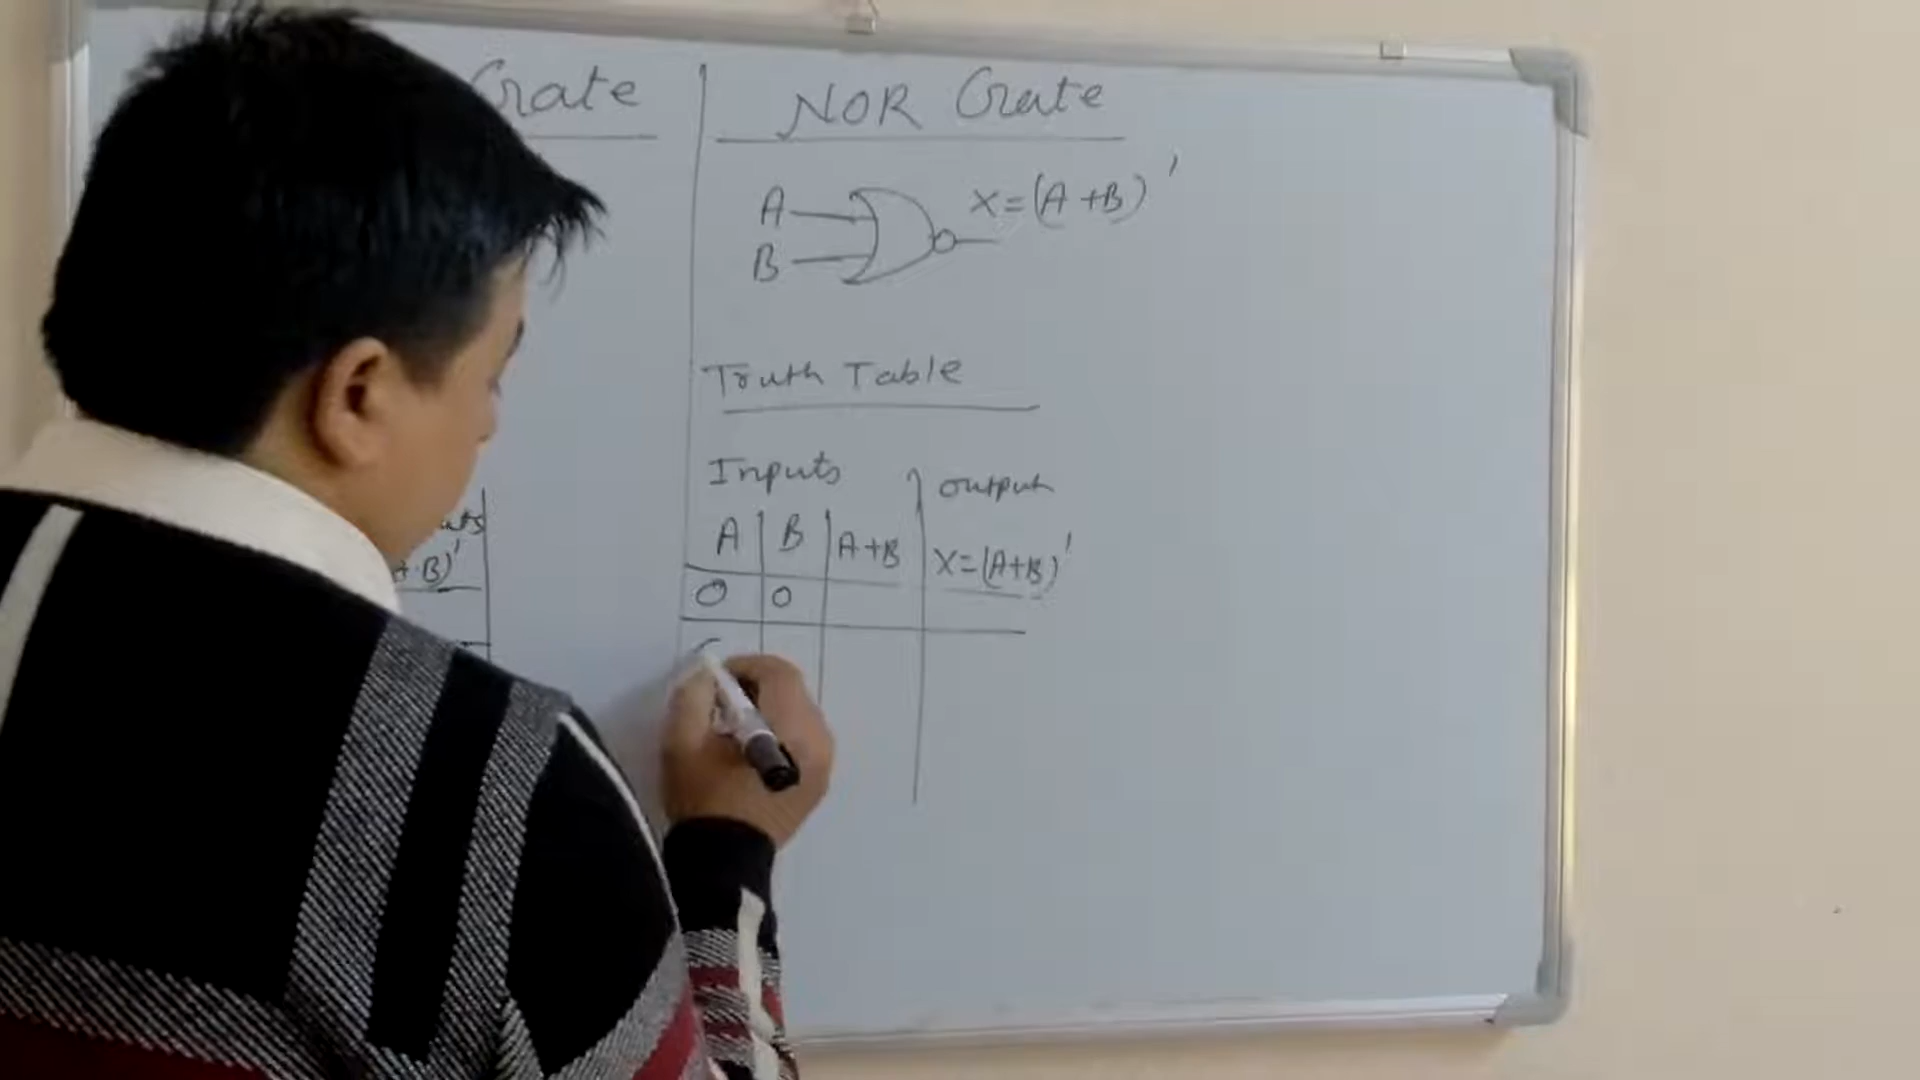 Gate
NOR Gate
A
X=(A+B)'
B
Truth Table
Inputs
output
A B A+B X=(A+B)'
0 0
B)'